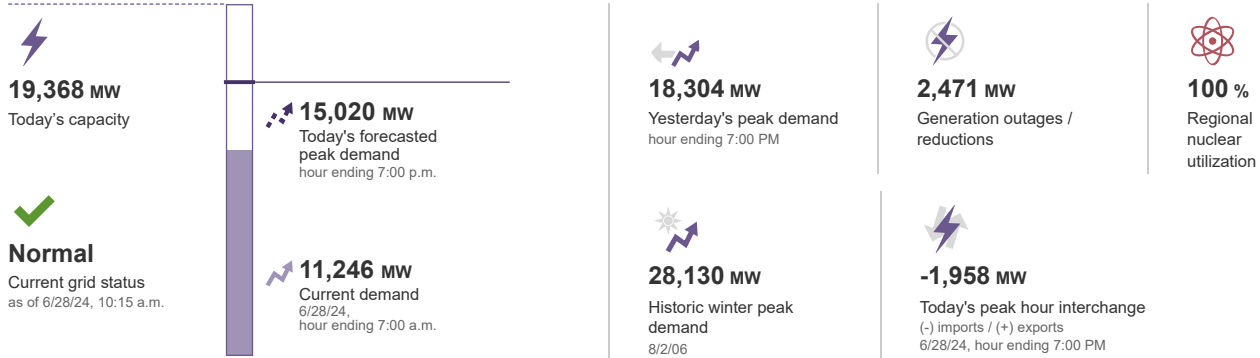 19,368 MW
Today's capacity
15,020 MW
Today's forecasted
peak demand
hour ending 7:00 p.m.
Normal
Current grid status
as of 6/28/24, 10:15 a.m.
11,246 MW
Current demand
6/28/24,
hour ending 7:00 a.m.
18,304 MW
Yesterday's peak demand
hour ending 7:00 PM
2,471 MW
Generation outages /
reductions
100 %
Regional
nuclear
utilization
28,130 MW
Historic winter peak
demand
8/2/06
-1,958 MW
Today's peak hour interchange
(-) imports / (+) exports
6/28/24, hour ending 7:00 PM